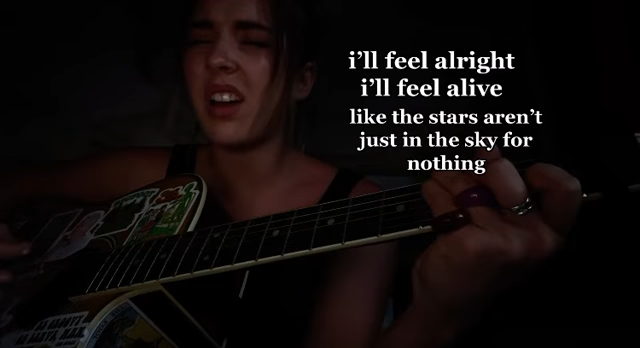 i'll feel alright
i'll feel alive
like the stars aren't
just in the sky for
nothing